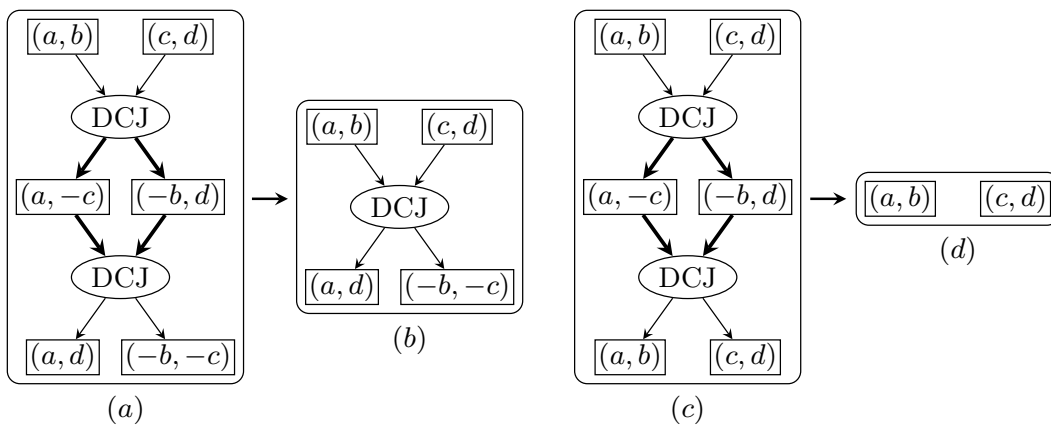 (a, b) (c, d)
DCJ
(a, −c) (−b, d)
DCJ
(a, d) (−b, −c)
(a)
(a, b) (c, d)
DCJ
(a, d) (−b, −c)
(b)
(a, b) (c, d)
DCJ
(a, −c) (−b, d)
DCJ
(a, b) (c, d)
(c)
(a, b) (c, d)
(d)